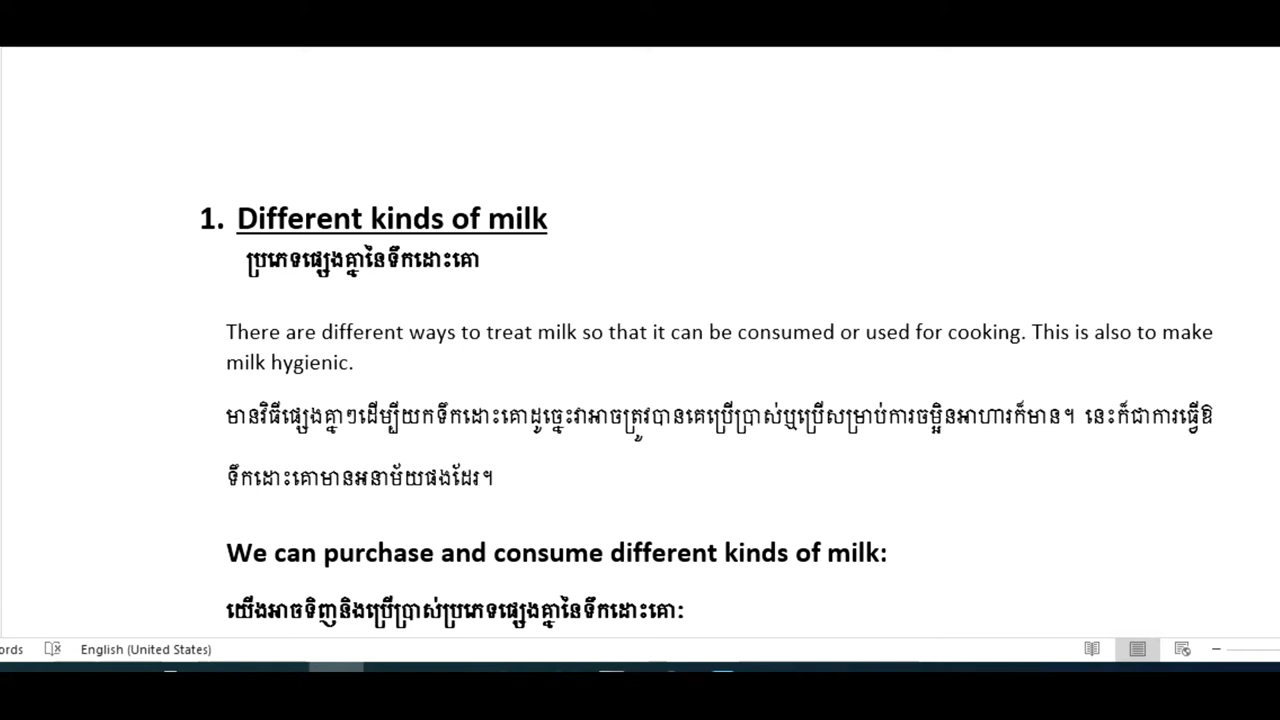 1. Different kinds of milk
ប្រភេទផ្សេងគ្នានៃទឹកដោះគោ
There are different ways to treat milk so that it can be consumed or used for cooking. This is also to make
milk hygienic.
មានវិធីផ្សេងគ្នាៗដើម្បីយកទឹកដោះគោដូច្នេះវាអាចត្រូវបានគេប្រើប្រាស់ឬប្រើសម្រាប់ការចម្អិនអាហារក៏មាន។ នេះក៏ជាការធ្វើឱ
ទឹកដោះគោមានអនាម័យផងដែរ។
We can purchase and consume different kinds of milk:
យើងអាចទិញនិងប្រើប្រាស់ប្រភេទផ្សេងគ្នានៃទឹកដោះគោ:
ords English (United States)